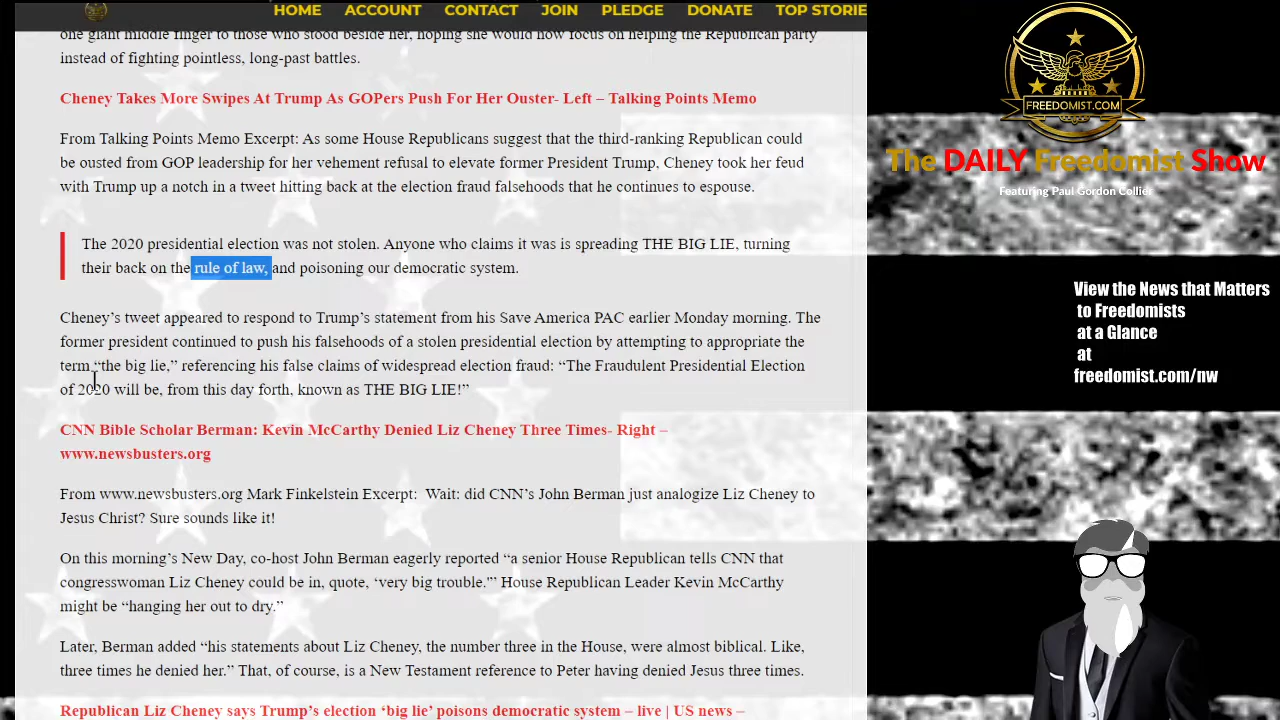 HOME ACCOUNT CONTACT JOIN PLEDGE DONATE TOP STORIE
one giant middle finger to those who stood beside her, hoping she would now focus on helping the Republican party
instead of fighting pointless, long-past battles.
Cheney Takes More Swipes At Trump As GOPers Push For Her Ouster- Left – Talking Points Memo
From Talking Points Memo Excerpt: As some House Republicans suggest that the third-ranking Republican could
be ousted from GOP leadership for her vehement refusal to elevate former President Trump, Cheney took her feud
with Trump up a notch in a tweet hitting back at the election fraud falsehoods that he continues to espouse.
The 2020 presidential election was not stolen. Anyone who claims it was is spreading THE BIG LIE, turning
their back on the rule of law, and poisoning our democratic system.
Cheney’s tweet appeared to respond to Trump’s statement from his Save America PAC earlier Monday morning. The
former president continued to push his falsehoods of a stolen presidential election by attempting to appropriate the
term “the big lie,” referencing his false claims of widespread election fraud: “The Fraudulent Presidential Election
of 2020 will be, from this day forth, known as THE BIG LIE!”
CNN Bible Scholar Berman: Kevin McCarthy Denied Liz Cheney Three Times- Right –
www.newsbusters.org
From www.newsbusters.org Mark Finkelstein Excerpt:  Wait: did CNN’s John Berman just analogize Liz Cheney to
Jesus Christ? Sure sounds like it!
On this morning’s New Day, co-host John Berman eagerly reported “a senior House Republican tells CNN that
congresswoman Liz Cheney could be in, quote, ‘very big trouble.’” House Republican Leader Kevin McCarthy
might be “hanging her out to dry.”
Later, Berman added “his statements about Liz Cheney, the number three in the House, were almost biblical. Like,
three times he denied her.” That, of course, is a New Testament reference to Peter having denied Jesus three times.
Republican Liz Cheney says Trump’s election ‘big lie’ poisons democratic system – live | US news –
FREEDOMIST.COM
The DAILY Freedomist Show
Featuring Paul Gordon Collier
View the News that Matters
to Freedomists
at a Glance
at
freedomist.com/nw